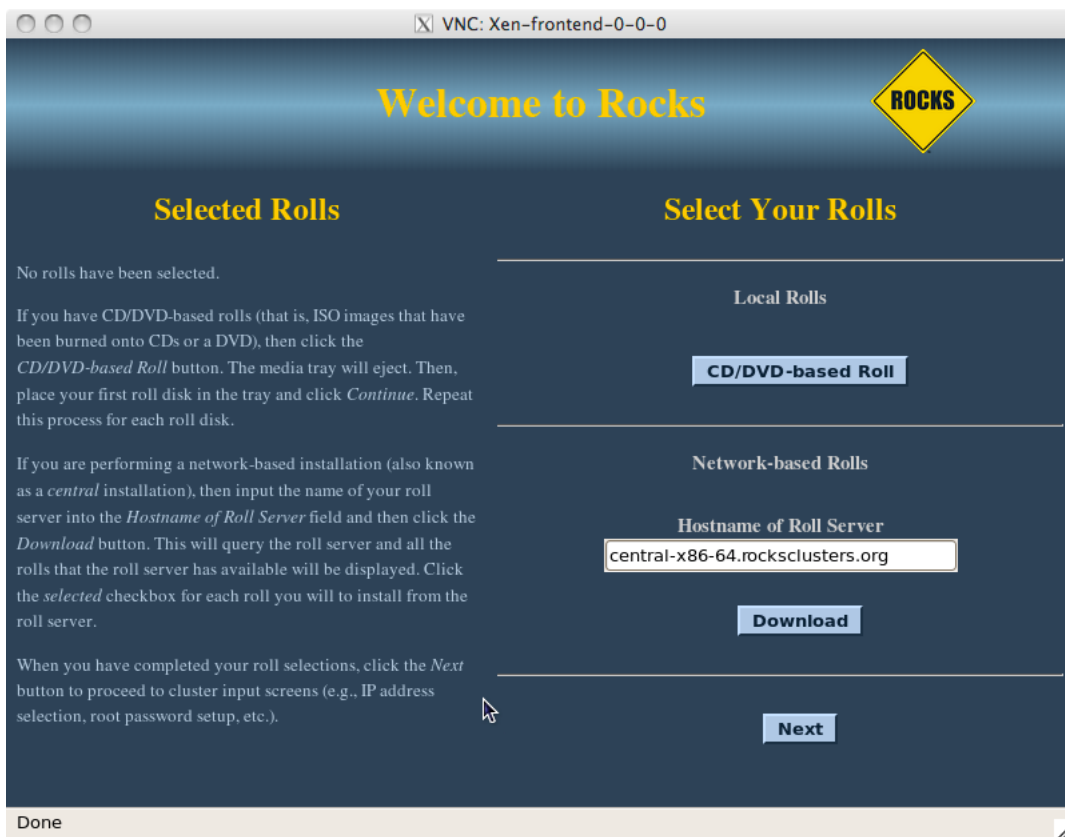 VNC: Xen-frontend-0-0-0
Welcome to Rocks
ROCKS
Selected Rolls
No rolls have been selected.
If you have CD/DVD-based rolls (that is, ISO images that have
been burned onto CDs or a DVD), then click the
CD/DVD-based Roll button. The media tray will eject. Then,
place your first roll disk in the tray and click Continue. Repeat
this process for each roll disk.
If you are performing a network-based installation (also known
as a central installation), then input the name of your roll
server into the Hostname of Roll Server field and then click the
Download button. This will query the roll server and all the
rolls that the roll server has available will be displayed. Click
the selected checkbox for each roll you will to install from the
roll server.
When you have completed your roll selections, click the Next
button to proceed to cluster input screens (e.g., IP address
selection, root password setup, etc.).
Select Your Rolls
Local Rolls
CD/DVD-based Roll
Network-based Rolls
Hostname of Roll Server
central-x86-64.rocksclusters.org
Download
Next
Done